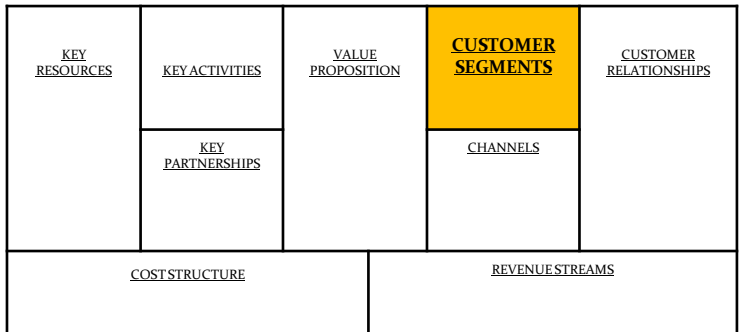 KEY
RESOURCES
KEY ACTIVITIES
VALUE
PROPOSITION
CUSTOMER
SEGMENTS
CUSTOMER
RELATIONSHIPS
KEY
PARTNERSHIPS
CHANNELS
COST STRUCTURE
REVENUE STREAMS